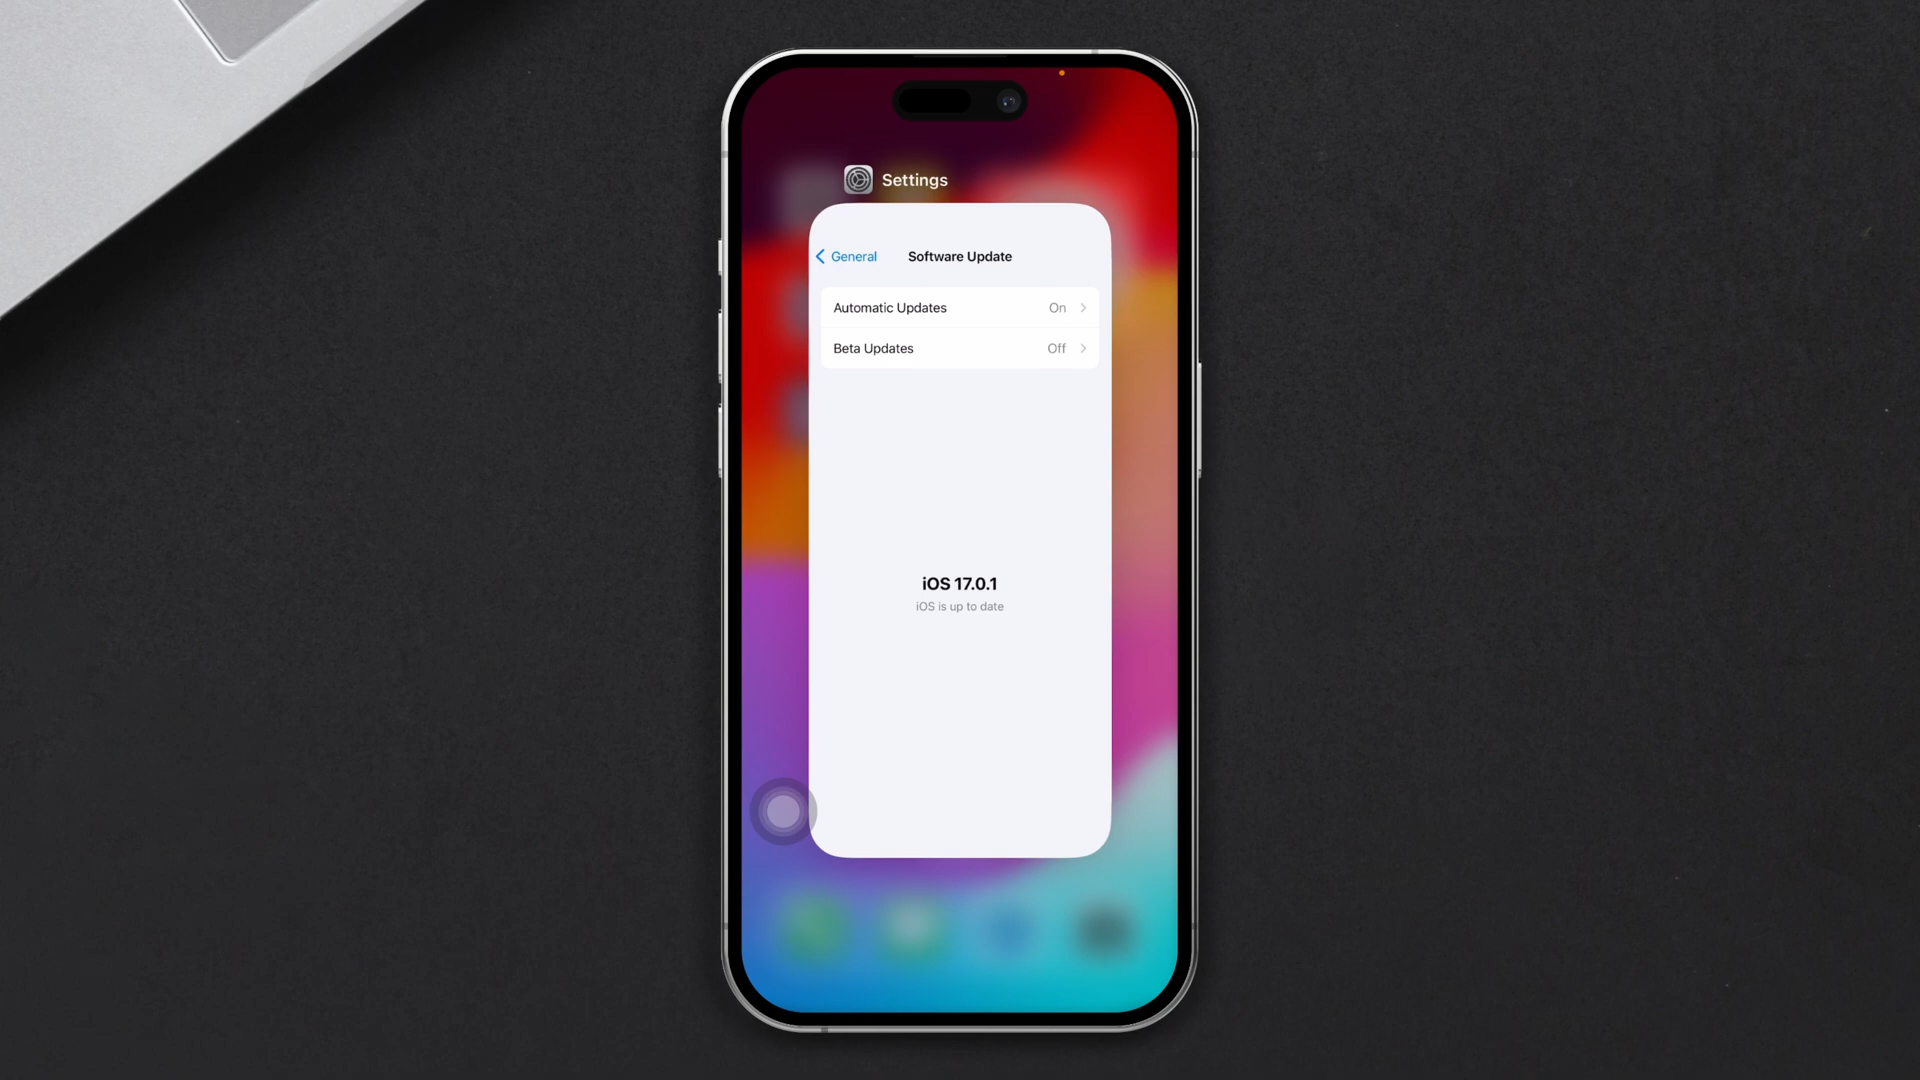 Settings
General
Software Update
Automatic Updates On
Beta Updates Off
iOS 17.0.1
iOS is up to date